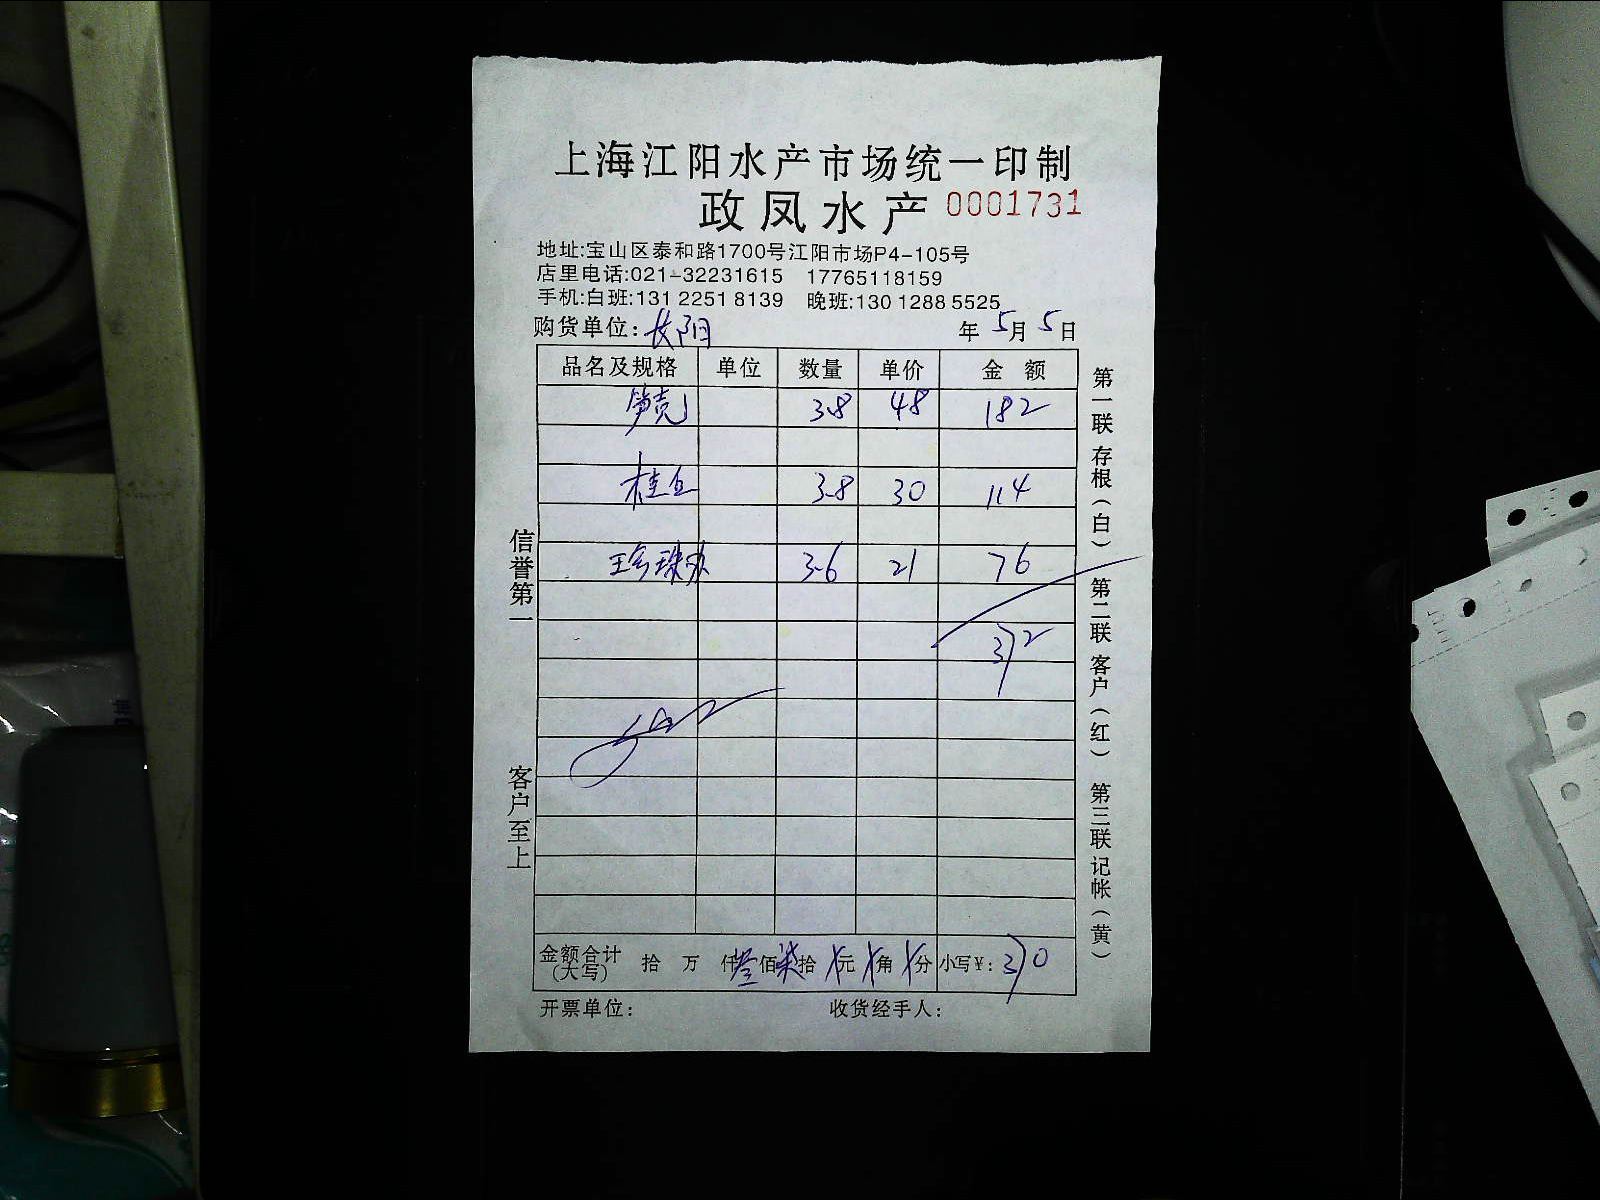 上海江阳水产市场统一印制
政凤水产 0001731
地址:宝山区泰和路1700号江阳市场P4-105号
店里电话:021-32231615 17765118159
手机:白班:131 2251 8139 晚班:130 1288 5525
购货单位: 长阳 年 5月 5日
品名及规格 单位 数量 单价 金额
笋壳 3.8 48 182
桂鱼 3.8 30 114
珍珠 3.6 21 76
372
金额合计(大写) 拾 万 仟叁佰柒拾 元 角 分 小写¥: 370
开票单位: 收货经手人:
信誉第一
客户至上
第一联 存根(白) 第二联 客户(红) 第三联 记帐(黄)